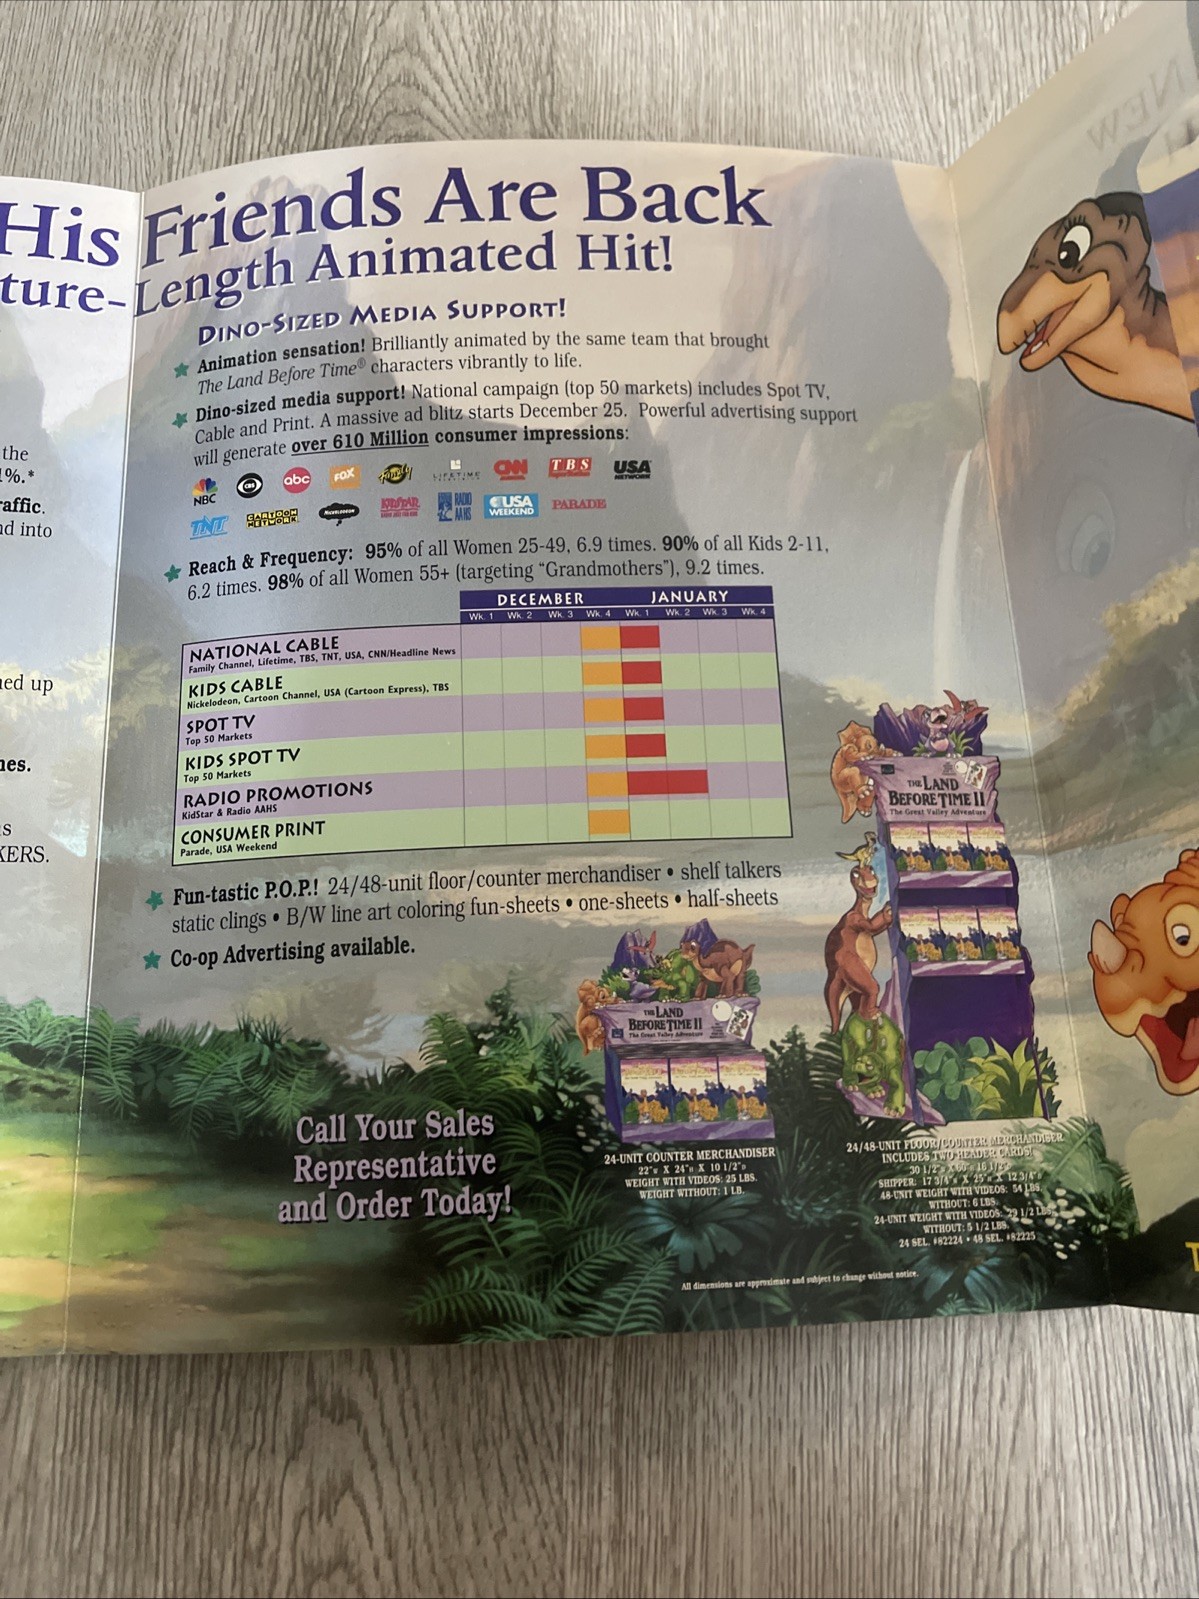 His Friends Are Back
ture-Length Animated Hit!
DINO-SIZED MEDIA SUPPORT!
Animation sensation! Brilliantly animated by the same team that brought
The Land Before Time® characters vibrantly to life.
Dino-sized media support! National campaign (top 50 markets) includes Spot TV,
Cable and Print. A massive ad blitz starts December 25. Powerful advertising support
will generate over 610 Million consumer impressions:
NBC CBS abc FOX Family LIFETIME CNN TBS USA NETWORK
TNT CARTOON NETWORK NICKELODEON KIDSTAR RADIO AAHS USA WEEKEND PARADE
Reach & Frequency: 95% of all Women 25-49, 6.9 times. 90% of all Kids 2-11,
6.2 times. 98% of all Women 55+ (targeting “Grandmothers”), 9.2 times.
DECEMBER JANUARY
Wk. 1 Wk. 2 Wk. 3 Wk. 4 Wk. 1 Wk. 2 Wk. 3 Wk. 4
NATIONAL CABLE
Family Channel, Lifetime, TBS, TNT, USA, CNN/Headline News
KIDS CABLE
Nickelodeon, Cartoon Channel, USA (Cartoon Express), TBS
SPOT TV
Top 50 Markets
KIDS SPOT TV
Top 50 Markets
RADIO PROMOTIONS
KidStar & Radio AAHS
CONSUMER PRINT
Parade, USA Weekend
Fun-tastic P.O.P.! 24/48-unit floor/counter merchandiser • shelf talkers
static clings • B/W line art coloring fun-sheets • one-sheets • half-sheets
Co-op Advertising available.
Call Your Sales
Representative
and Order Today!
THE LAND
BEFORE TIME II
The Great Valley Adventure
24-UNIT COUNTER MERCHANDISER
22"W X 24"H X 10 1/2"D
WEIGHT WITH VIDEOS: 25 LBS.
WEIGHT WITHOUT: 1 LB.
THE LAND
BEFORE TIME II
The Great Valley Adventure
24/48-UNIT FLOOR/COUNTER MERCHANDISER
INCLUDES TWO HEADER CARDS!
30 1/2"W X 60"H 16 1/2"D
SHIPPER: 17 3/4"W X 25"H X 12 3/4"D
48-UNIT WEIGHT WITH VIDEOS: 54 LBS.
WITHOUT: 6 LBS.
24-UNIT WEIGHT WITH VIDEOS: 29 1/2 LBS.
WITHOUT: 5 1/2 LBS.
24 SEL. #82224 • 48 SEL. #82225
All dimensions are approximate and subject to change without notice.
the
1%.*
raffic.
nd into
ned up
nes.
KERS.
NEW